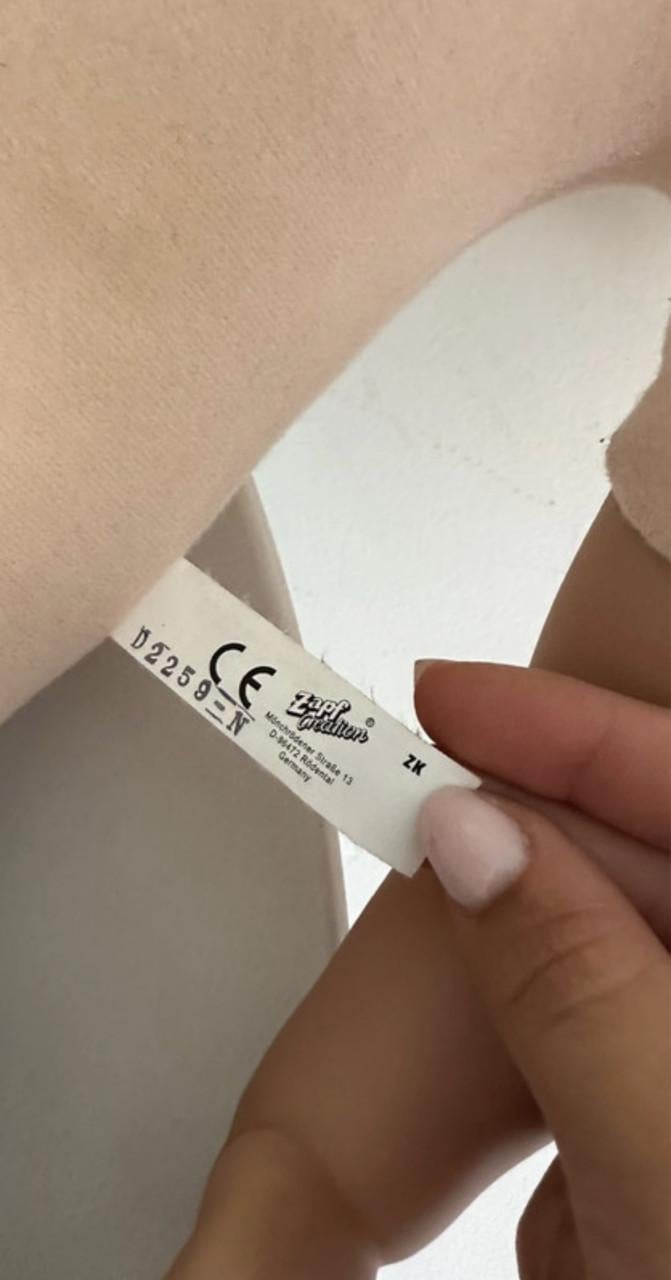 CE
D2259-N
Zapf
Creation®
Mönchrödener Straße 13
D-96472 Rödental
Germany
ZK